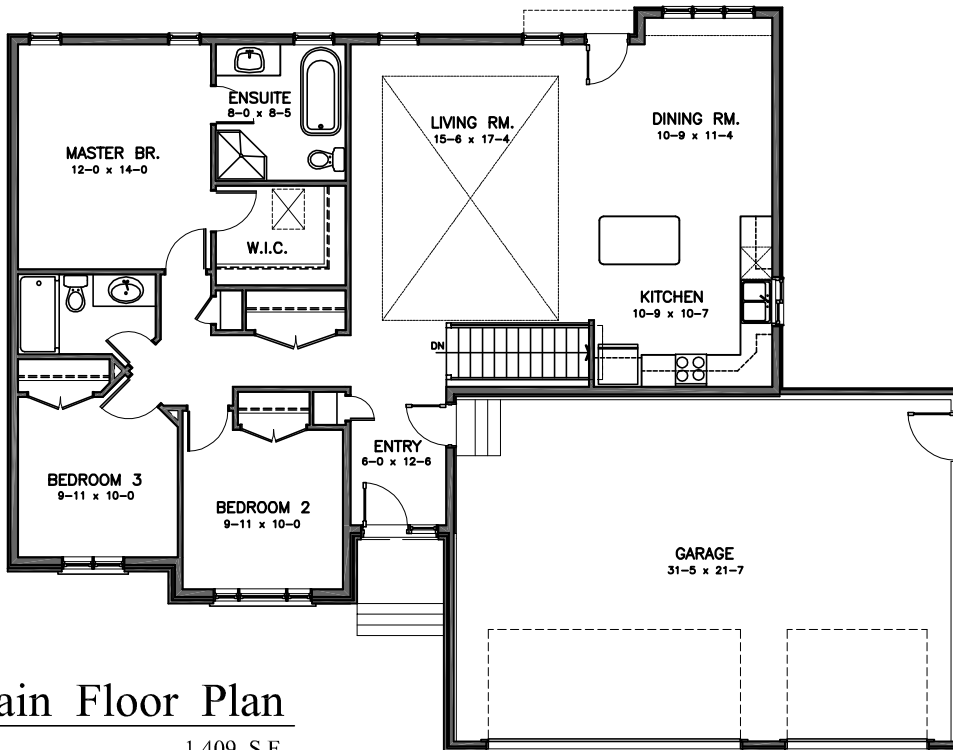 ENSUITE
8-0 x 8-5
LIVING RM.
15-6 x 17-4
DINING RM.
10-9 x 11-4
MASTER BR.
12-0 x 14-0
W.I.C.
KITCHEN
10-9 x 10-7
DN
ENTRY
6-0 x 12-6
BEDROOM 3
9-11 x 10-0
BEDROOM 2
9-11 x 10-0
GARAGE
31-5 x 21-7
ain Floor Plan
1,409 S.F.